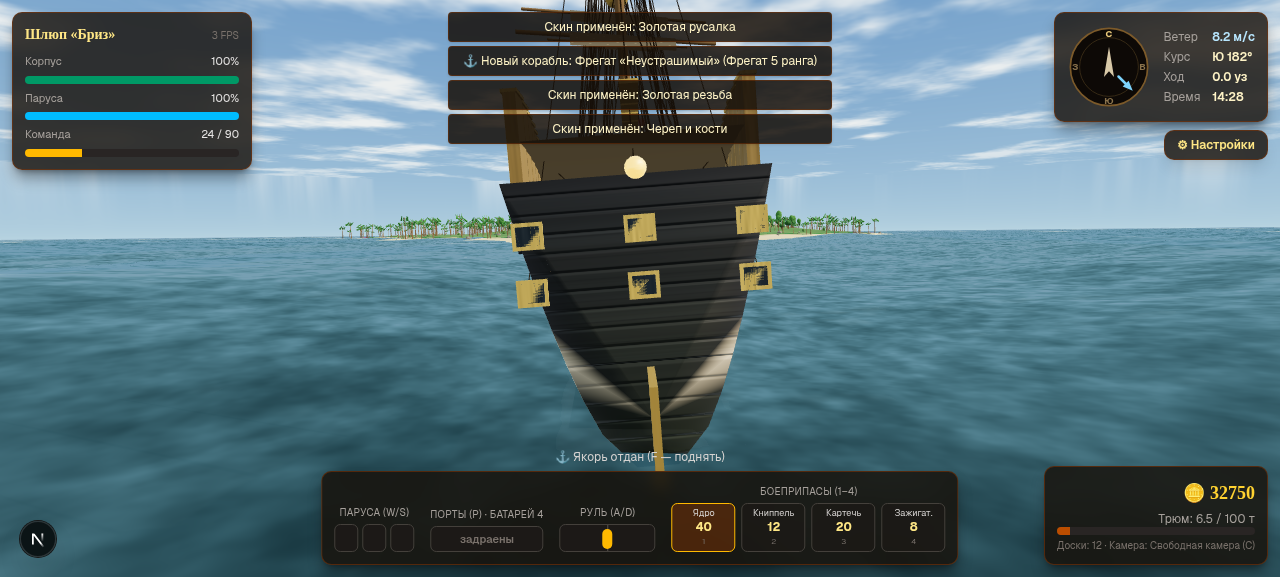 Шлюп «Бриз»
3 FPS
Корпус
100%
Паруса
100%
Команда
24 / 90
Скин применён: Золотая русалка
⚓ Новый корабль: Фрегат «Неустрашимый» (Фрегат 5 ранга)
Скин применён: Золотая резьба
Скин применён: Череп и кости
С
З
В
Ю
Ветер 8.2 м/с
Курс Ю 182°
Ход 0.0 уз
Время 14:28
⚙ Настройки
⚓ Якорь отдан (F — поднять)
ПАРУСА (W/S)
ПОРТЫ (P) · БАТАРЕЙ 4
задраены
РУЛЬ (A/D)
БОЕПРИПАСЫ (1–4)
Ядро
40
1
Книппель
12
2
Картечь
20
3
Зажигат.
8
4
🪙 32750
Трюм: 6.5 / 100 т
Доски: 12 · Камера: Свободная камера (C)
N